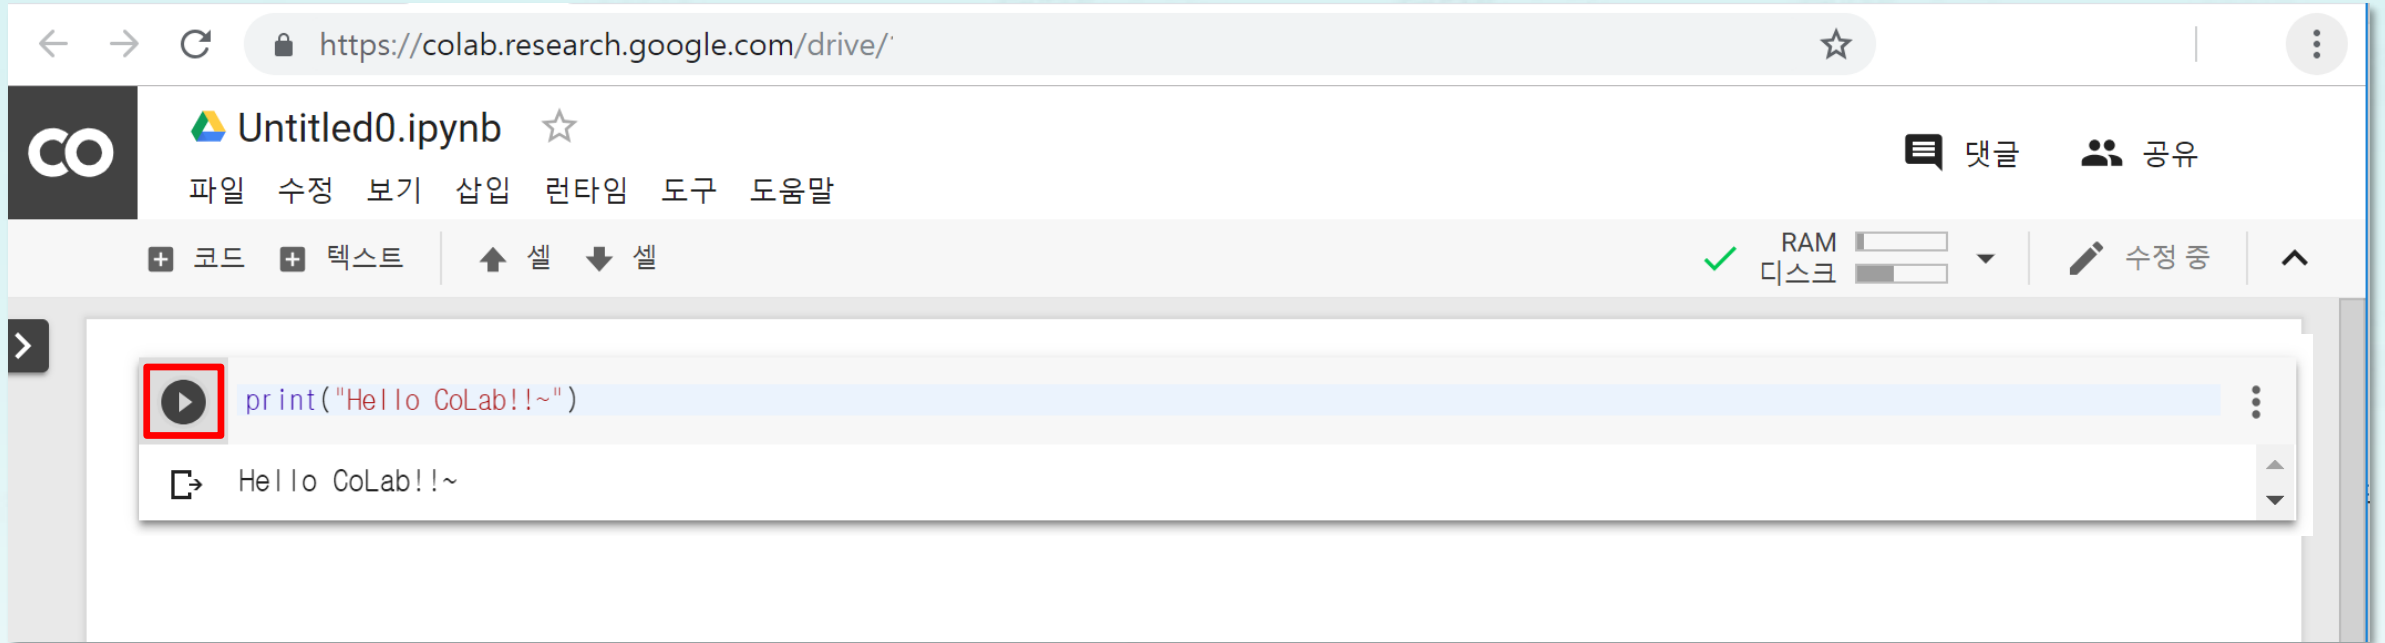 https://colab.research.google.com/drive/
CO
Untitled0.ipynb
댓글 공유
파일 수정 보기 삽입 런타임 도구 도움말
코드 텍스트 셀 셀
RAM
디스크
수정 중
print("Hello CoLab!!~")
Hello CoLab!!~